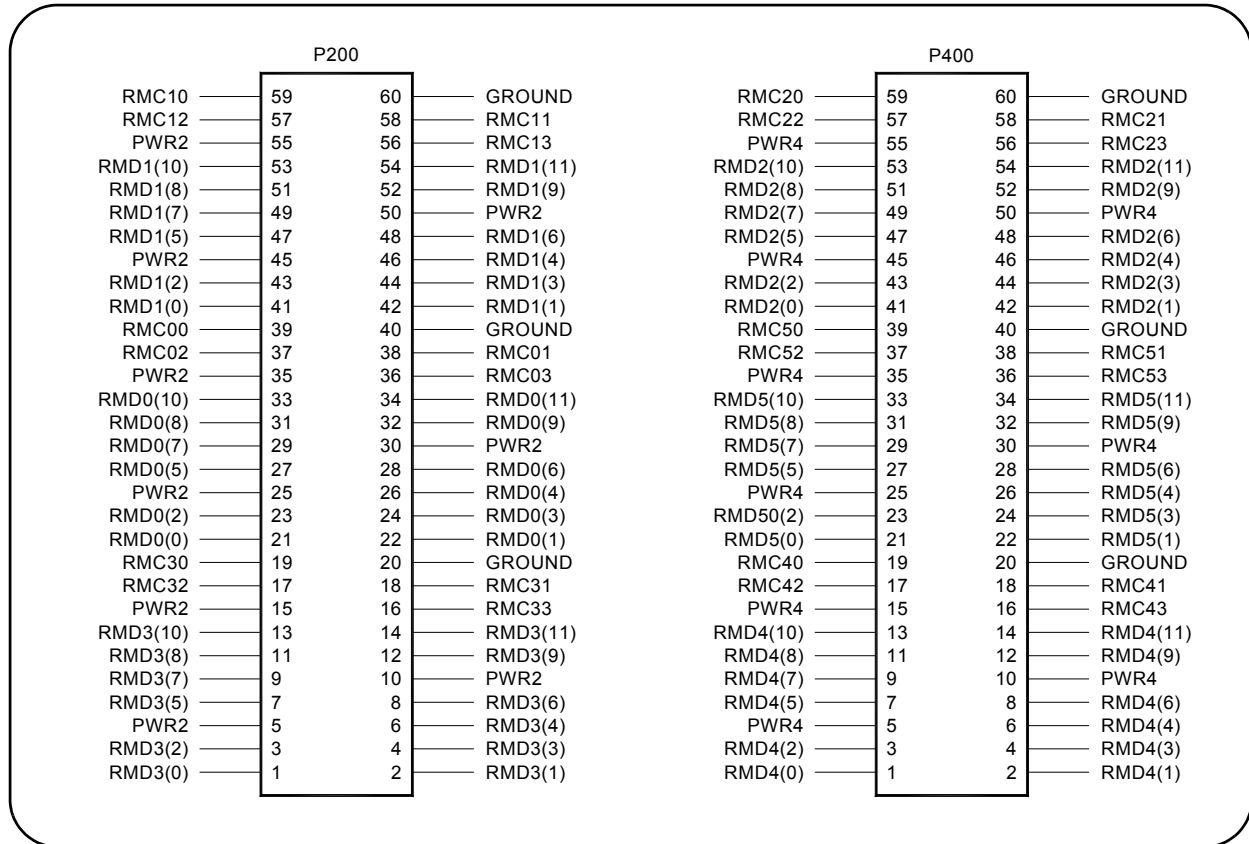 P200 P400
RMC10 59 60 GROUND RMC20 59 60 GROUND
RMC12 57 58 RMC11 RMC22 57 58 RMC21
PWR2 55 56 RMC13 PWR4 55 56 RMC23
RMD1(10) 53 54 RMD1(11) RMD2(10) 53 54 RMD2(11)
RMD1(8) 51 52 RMD1(9) RMD2(8) 51 52 RMD2(9)
RMD1(7) 49 50 PWR2 RMD2(7) 49 50 PWR4
RMD1(5) 47 48 RMD1(6) RMD2(5) 47 48 RMD2(6)
PWR2 45 46 RMD1(4) PWR4 45 46 RMD2(4)
RMD1(2) 43 44 RMD1(3) RMD2(2) 43 44 RMD2(3)
RMD1(0) 41 42 RMD1(1) RMD2(0) 41 42 RMD2(1)
RMC00 39 40 GROUND RMC50 39 40 GROUND
RMC02 37 38 RMC01 RMC52 37 38 RMC51
PWR2 35 36 RMC03 PWR4 35 36 RMC53
RMD0(10) 33 34 RMD0(11) RMD5(10) 33 34 RMD5(11)
RMD0(8) 31 32 RMD0(9) RMD5(8) 31 32 RMD5(9)
RMD0(7) 29 30 PWR2 RMD5(7) 29 30 PWR4
RMD0(5) 27 28 RMD0(6) RMD5(5) 27 28 RMD5(6)
PWR2 25 26 RMD0(4) PWR4 25 26 RMD5(4)
RMD0(2) 23 24 RMD0(3) RMD50(2) 23 24 RMD5(3)
RMD0(0) 21 22 RMD0(1) RMD5(0) 21 22 RMD5(1)
RMC30 19 20 GROUND RMC40 19 20 GROUND
RMC32 17 18 RMC31 RMC42 17 18 RMC41
PWR2 15 16 RMC33 PWR4 15 16 RMC43
RMD3(10) 13 14 RMD3(11) RMD4(10) 13 14 RMD4(11)
RMD3(8) 11 12 RMD3(9) RMD4(8) 11 12 RMD4(9)
RMD3(7) 9 10 PWR2 RMD4(7) 9 10 PWR4
RMD3(5) 7 8 RMD3(6) RMD4(5) 7 8 RMD4(6)
PWR2 5 6 RMD3(4) PWR4 5 6 RMD4(4)
RMD3(2) 3 4 RMD3(3) RMD4(2) 3 4 RMD4(3)
RMD3(0) 1 2 RMD3(1) RMD4(0) 1 2 RMD4(1)